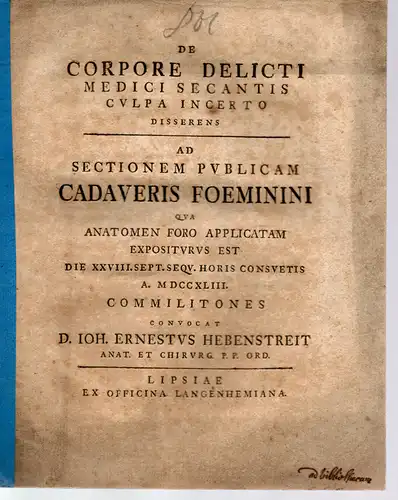 DE
CORPORE DELICTI
MEDICI SECANTIS
CVLPA INCERTO
DISSERENS
AD
SECTIONEM PVBLICAM
CADAVERIS FOEMININI
QVA
ANATOMEN FORO APPLICATAM
EXPOSITVRVS EST
DIE XXVIII. SEPT. SEQV. HORIS CONSVETIS
A. MDCCXLIII.
COMMILITONES
CONVOCAT
D. IOH. ERNESTVS HEBENSTREIT
ANAT. ET CHIRVRG. P. P. ORD.
LIPSIAE
EX OFFICINA LANGENHEMIANA.